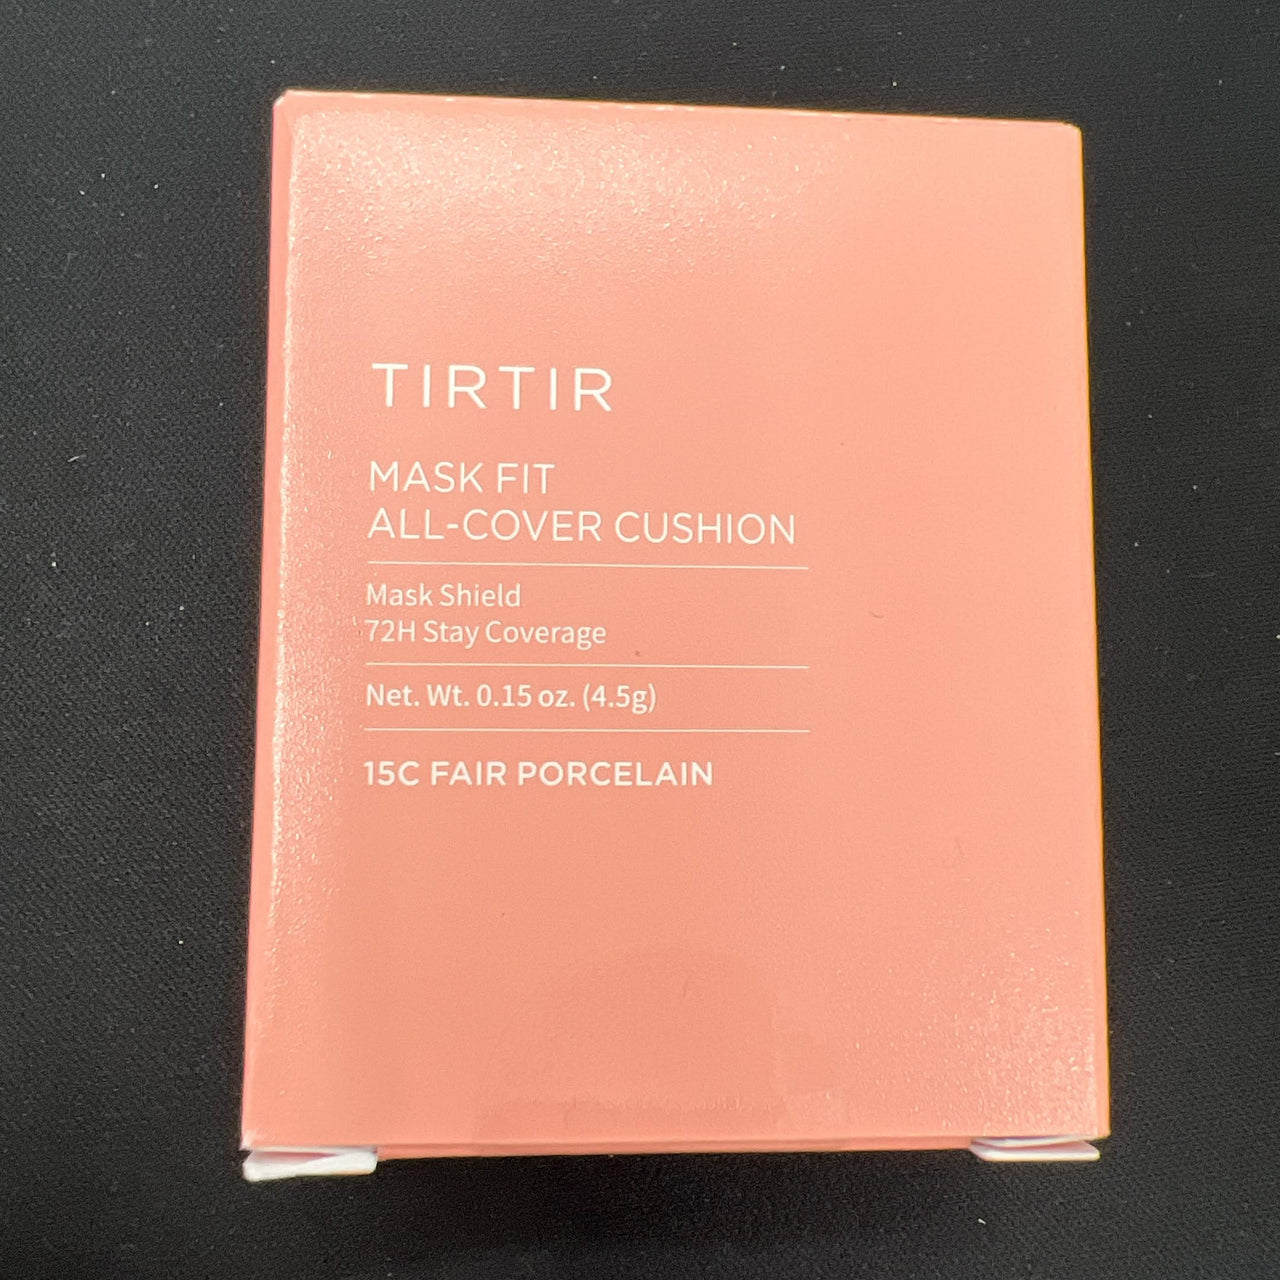 TIRTIR
MASK FIT
ALL-COVER CUSHION
Mask Shield
72H Stay Coverage
Net. Wt. 0.15 oz. (4.5g)
15C FAIR PORCELAIN